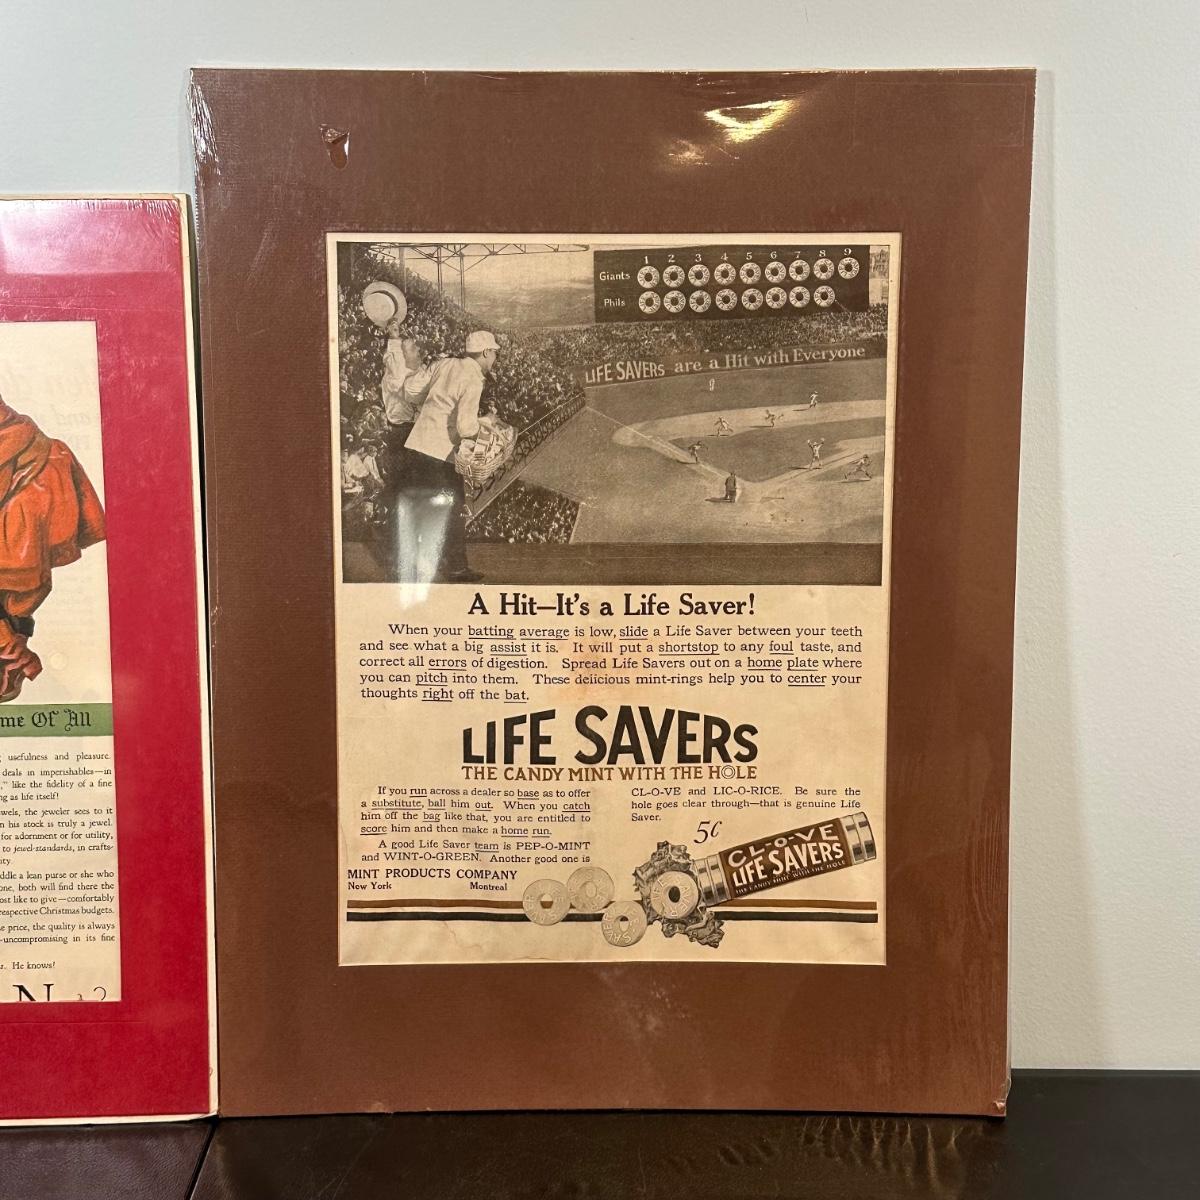 1 2 3 4 5 6 7 8 9
Giants
Phils
LIFE SAVERS are a Hit with Everyone
A Hit—It's a Life Saver!
When your batting average is low, slide a Life Saver between your teeth
and see what a big assist it is. It will put a shortstop to any foul taste, and
correct all errors of digestion. Spread Life Savers out on a home plate where
you can pitch into them. These delicious mint-rings help you to center your
thoughts right off the bat.
LIFE SAVERS
THE CANDY MINT WITH THE HOLE
If you run across a dealer so base as to offer
a substitute, ball him out. When you catch
him off the bag like that, you are entitled to
score him and then make a home run.
A good Life Saver team is PEP-O-MINT
and WINT-O-GREEN. Another good one is
CL-O-VE and LIC-O-RICE. Be sure the
hole goes clear through—that is genuine Life
Saver.
5¢
MINT PRODUCTS COMPANY
New York Montreal
CL-O-VE
LIFE SAVERS
THE CANDY MINT WITH THE HOLE
me Of All
usefulness and pleasure.
deals in imperishables—in
," like the fidelity of a fine
ng as life itself!
wels, the jeweler sees to it
n his stock is truly a jewel.
for adornment or for utility,
to jewel-standards, in crafts-
ity.
ddle a lean purse or she who
one, both will find there the
ost like to give—comfortably
respective Christmas budgets.
e price, the quality is always
-uncompromising in its fine
r. He knows!
N